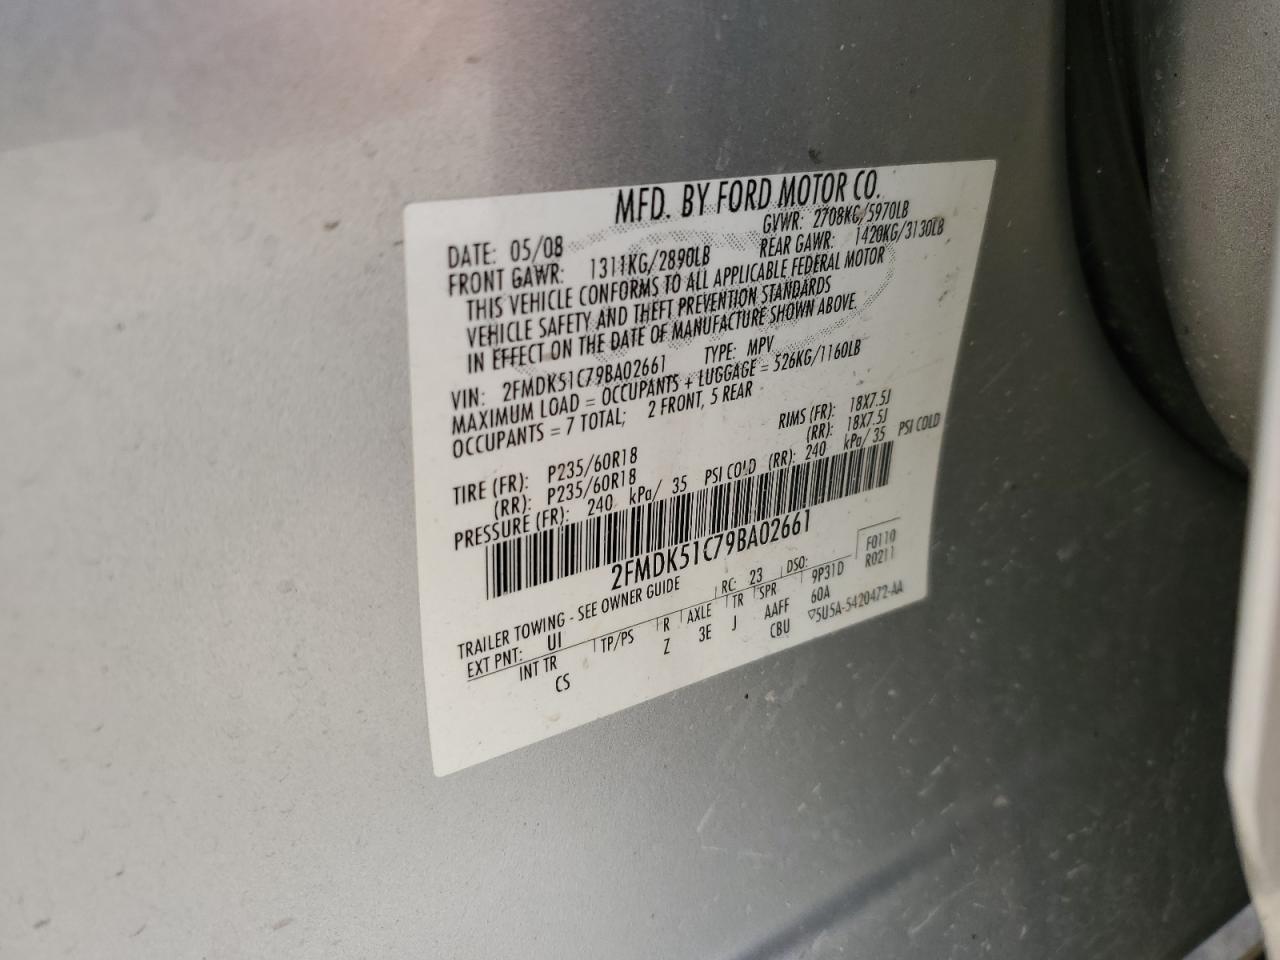 MFD. BY FORD MOTOR CO.
DATE: 05/08 GVWR: 2708KG/5970LB
FRONT GAWR: 1311KG/2890LB REAR GAWR: 1420KG/3130LB
THIS VEHICLE CONFORMS TO ALL APPLICABLE FEDERAL MOTOR
VEHICLE SAFETY AND THEFT PREVENTION STANDARDS
IN EFFECT ON THE DATE OF MANUFACTURE SHOWN ABOVE.
VIN: 2FMDK51C79BA02661 TYPE: MPV
MAXIMUM LOAD = OCCUPANTS + LUGGAGE = 526KG/1160LB
OCCUPANTS = 7 TOTAL; 2 FRONT, 5 REAR
TIRE (FR): P235/60R18 RIMS (FR): 18X7.5J
(RR): P235/60R18 (RR): 18X7.5J
PRESSURE (FR): 240 kPa/ 35 PSI COLD (RR): 240 kPa/ 35 PSI COLD
2FMDK51C79BA02661
F0110
R0211
TRAILER TOWING - SEE OWNER GUIDE
EXT PNT: UI RC: 23 DSO: 9P31D
INT TR TP/PS R AXLE TR SPR 60A
CS Z 3E J AAFF
CBU ▽5U5A-5420472-AA